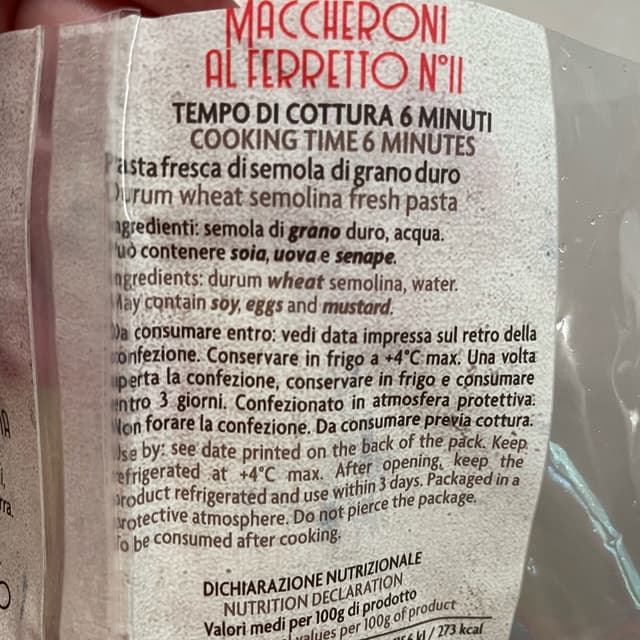 MACCHERONI
AL FERRETTO N°11
TEMPO DI COTTURA 6 MINUTI
COOKING TIME 6 MINUTES
Pasta fresca di semola di grano duro
Durum wheat semolina fresh pasta
Ingredienti: semola di grano duro, acqua.
Può contenere soia, uova e senape.
Ingredients: durum wheat semolina, water.
May contain soy, eggs and mustard.
Da consumare entro: vedi data impressa sul retro della
confezione. Conservare in frigo a +4°C max. Una volta
aperta la confezione, conservare in frigo e consumare
entro 3 giorni. Confezionato in atmosfera protettiva.
Non forare la confezione. Da consumare previa cottura.
Use by: see date printed on the back of the pack. Keep
refrigerated at +4°C max. After opening, keep the
product refrigerated and use within 3 days. Packaged in a
protective atmosphere. Do not pierce the package.
To be consumed after cooking.
DICHIARAZIONE NUTRIZIONALE
NUTRITION DECLARATION
Valori medi per 100g di prodotto
values per 100g of product
kJ / 273 kcal